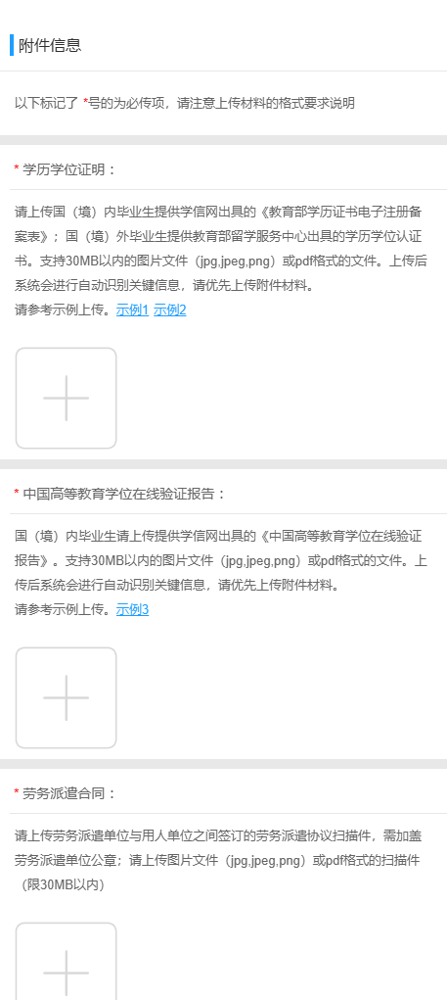 附件信息
以下标记了 *号的为必传项，请注意上传材料的格式要求说明
* 学历学位证明：
请上传国（境）内毕业生提供学信网出具的《教育部学历证书电子注册备
案表》；国（境）外毕业生提供教育部留学服务中心出具的学历学位认证
书。支持30MB以内的图片文件（jpg,jpeg,png）或pdf格式的文件。上传后
系统会进行自动识别关键信息，请优先上传附件材料。
请参考示例上传。示例1 示例2
* 中国高等教育学位在线验证报告：
国（境）内毕业生请上传提供学信网出具的《中国高等教育学位在线验证
报告》。支持30MB以内的图片文件（jpg,jpeg,png）或pdf格式的文件。上
传后系统会进行自动识别关键信息，请优先上传附件材料。
请参考示例上传。示例3
* 劳务派遣合同：
请上传劳务派遣单位与用人单位之间签订的劳务派遣协议扫描件，需加盖
劳务派遣单位公章；请上传图片文件（jpg,jpeg,png）或pdf格式的扫描件
（限30MB以内）